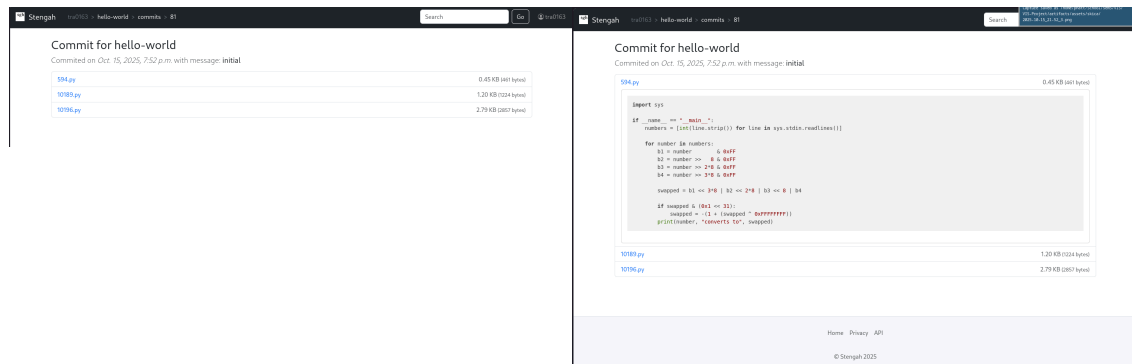 sgh Stengah tra0163 > hello-world > commits > 81 Search Go tra0163
Commit for hello-world
Commited on Oct. 15, 2025, 7:52 p.m. with message: initial
594.py 0.45 KB (461 bytes)
10189.py 1.20 KB (1224 bytes)
10196.py 2.79 KB (2857 bytes)
sgh Stengah tra0163 > hello-world > commits > 81 Search
2025-10-15_21.52_3.png
Commit for hello-world
Commited on Oct. 15, 2025, 7:52 p.m. with message: initial
594.py 0.45 KB (461 bytes)
import sys
if __name__ == "__main__":
numbers = [int(line.strip()) for line in sys.stdin.readlines()]
for number in numbers:
b1 = number & 0xFF
b2 = number >> 8 & 0xFF
b3 = number >> 2*8 & 0xFF
b4 = number >> 3*8 & 0xFF
swapped = b1 << 3*8 | b2 << 2*8 | b3 << 8 | b4
if swapped & (0x1 << 31):
swapped = -(1 + (swapped ^ 0xFFFFFFFF))
print(number, "converts to", swapped)
10189.py 1.20 KB (1224 bytes)
10196.py 2.79 KB (2857 bytes)
Home Privacy API
© Stengah 2025